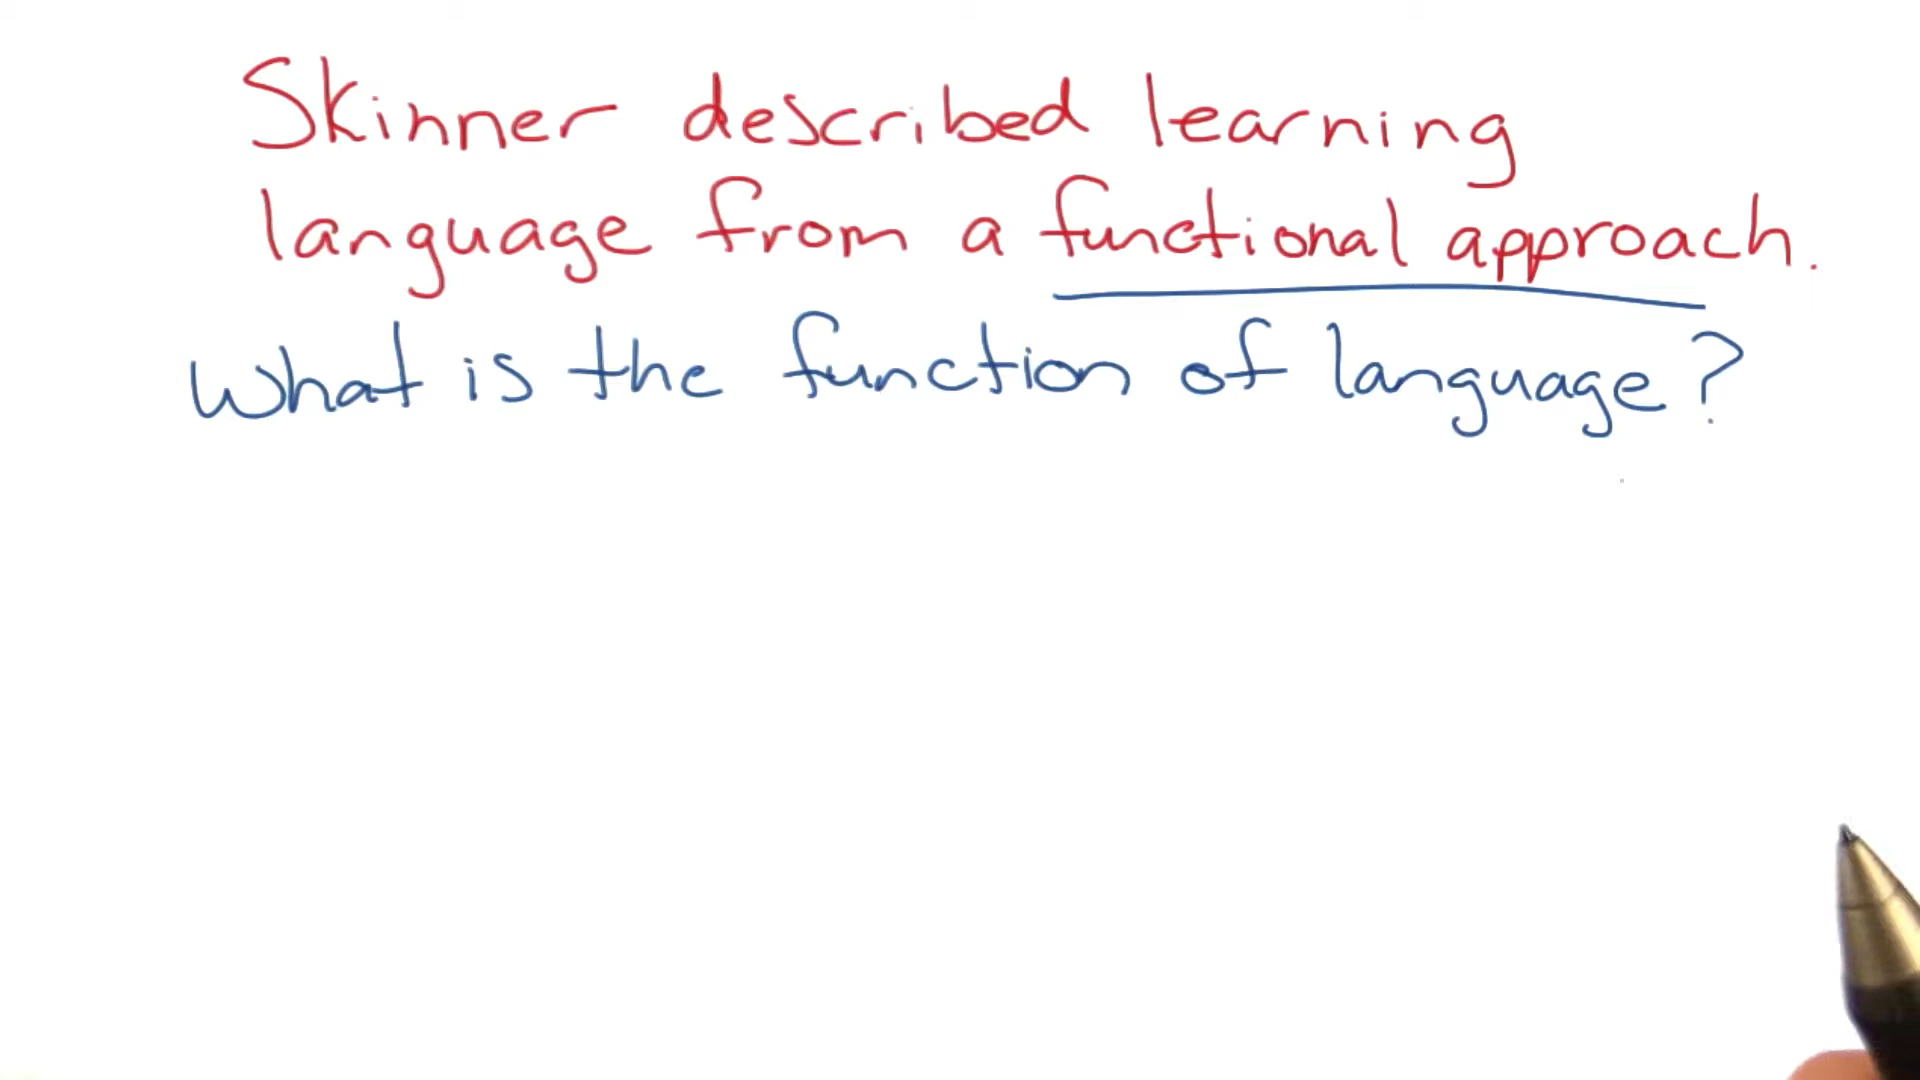 Skinner described learning
language from a functional approach.
What is the function of language?